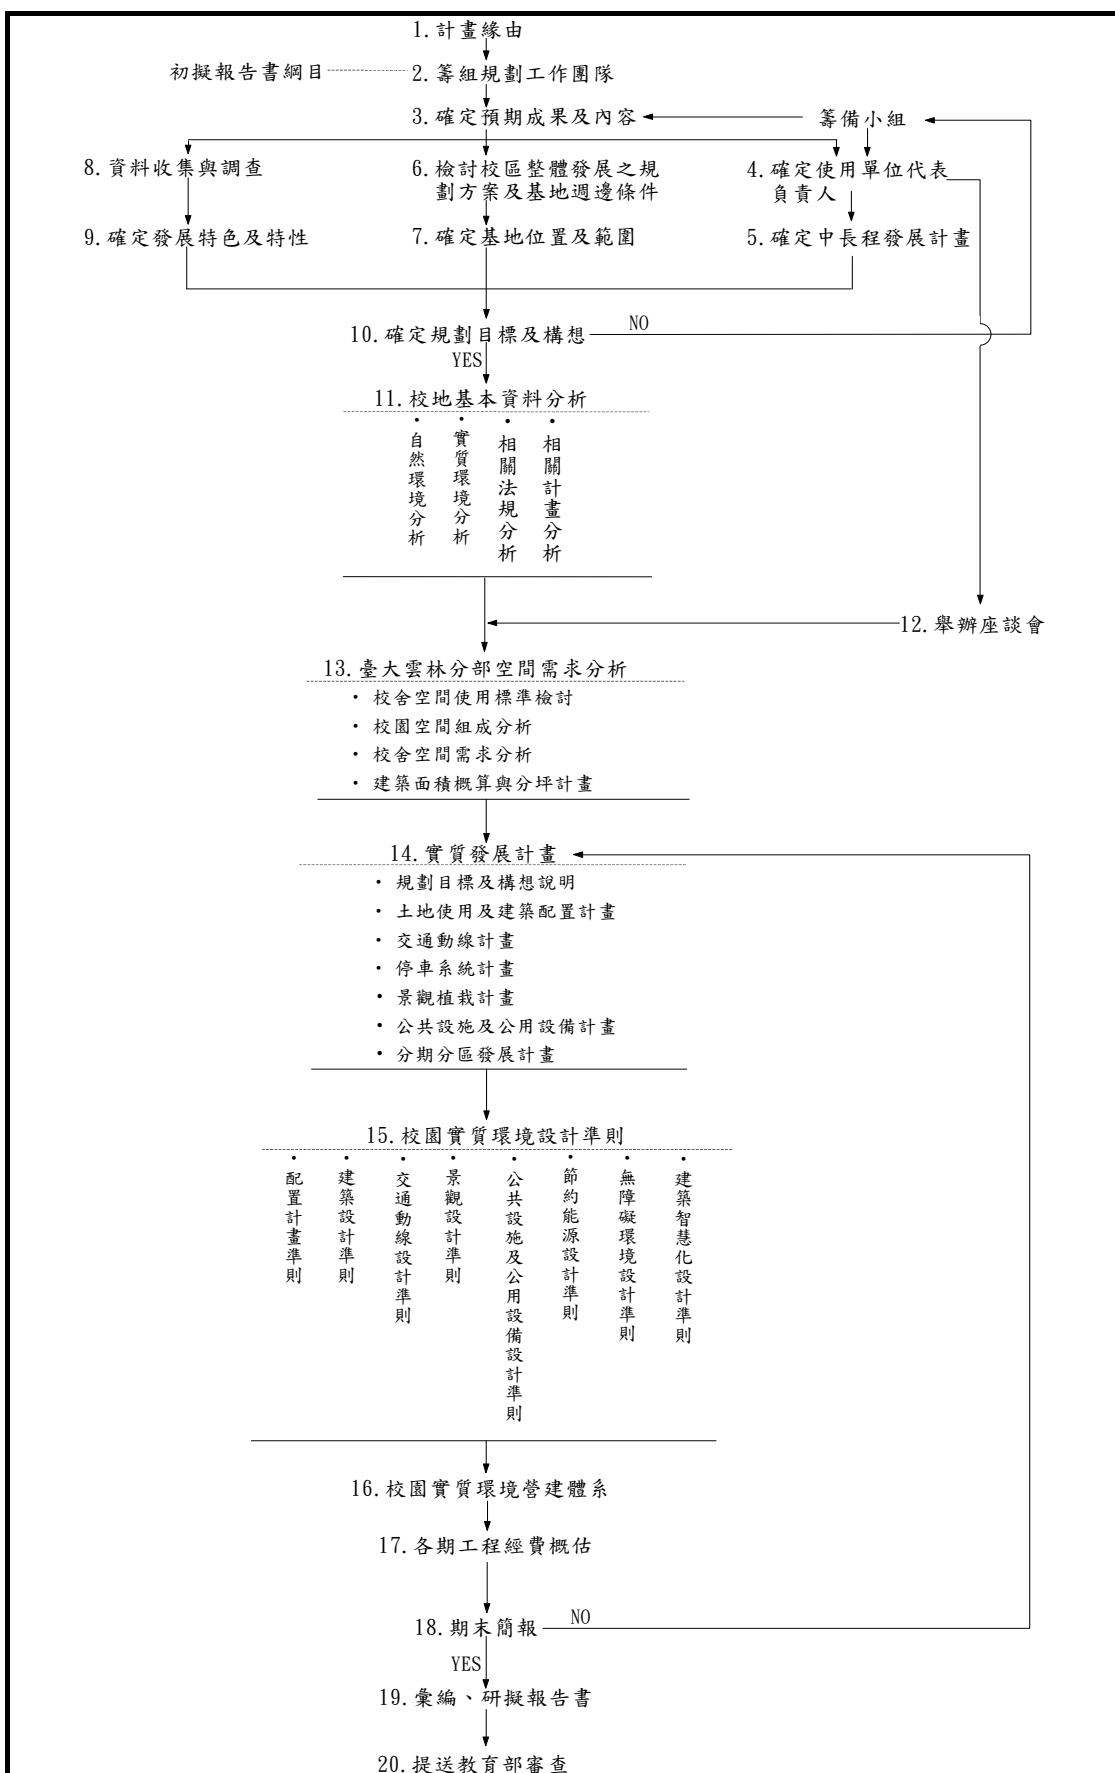 1.計畫緣由
初擬報告書綱目
2.籌組規劃工作團隊
3.確定預期成果及內容
籌備小組
8.資料收集與調查
6.檢討校區整體發展之規
劃方案及基地週邊條件
4.確定使用單位代表
負責人
9.確定發展特色及特性
7.確定基地位置及範圍
5.確定中長程發展計畫
10.確定規劃目標及構想
NO
YES
11.校地基本資料分析
•自然環境分析
•實質環境分析
•相關法規分析
•相關計畫分析
12.舉辦座談會
13.臺大雲林分部空間需求分析
• 校舍空間使用標準檢討
• 校園空間組成分析
• 校舍空間需求分析
• 建築面積概算與分坪計畫
14.實質發展計畫
• 規劃目標及構想說明
• 土地使用及建築配置計畫
• 交通動線計畫
• 停車系統計畫
• 景觀植栽計畫
• 公共設施及公用設備計畫
• 分期分區發展計畫
15.校園實質環境設計準則
•配置計畫準則
•建築設計準則
•交通動線設計準則
•景觀設計準則
•公共設施及公用設備設計準則
•節約能源設計準則
•無障礙環境設計準則
•建築智慧化設計準則
16.校園實質環境營建體系
17.各期工程經費概估
18.期末簡報
NO
YES
19.彙編、研擬報告書
20.提送教育部審查